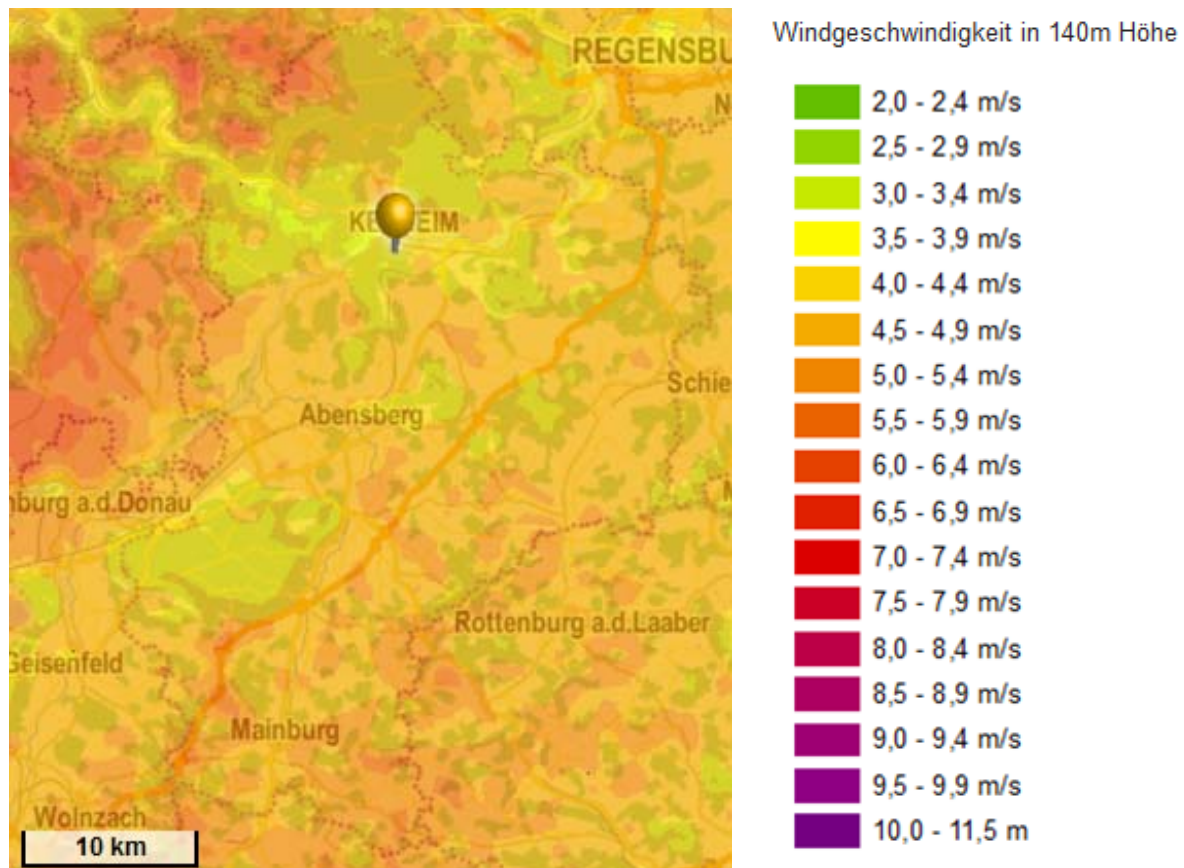 REGENSBU
N
KE EIM
Schie
Abensberg
nburg a.d.Donau
Rottenburg a.d.Laaber
Geisenfeld
Mainburg
Wolnzach
10 km
Windgeschwindigkeit in 140m Höhe
2,0 - 2,4 m/s
2,5 - 2,9 m/s
3,0 - 3,4 m/s
3,5 - 3,9 m/s
4,0 - 4,4 m/s
4,5 - 4,9 m/s
5,0 - 5,4 m/s
5,5 - 5,9 m/s
6,0 - 6,4 m/s
6,5 - 6,9 m/s
7,0 - 7,4 m/s
7,5 - 7,9 m/s
8,0 - 8,4 m/s
8,5 - 8,9 m/s
9,0 - 9,4 m/s
9,5 - 9,9 m/s
10,0 - 11,5 m